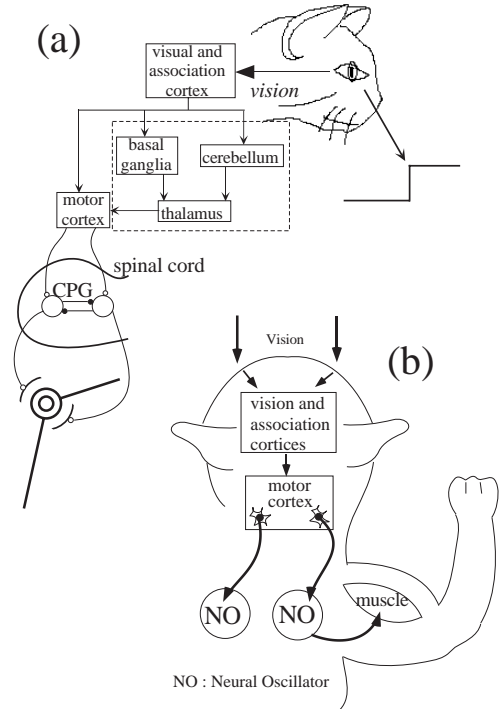 (a)
visual and
association
cortex
vision
basal
ganglia
cerebellum
motor
cortex
thalamus
spinal cord
CPG
(b)
Vision
vision and
association
cortices
motor
cortex
NO
NO
muscle
NO : Neural Oscillator